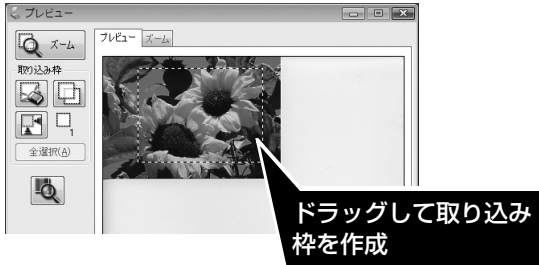 プレビュー
ズーム
プレビュー ズーム
取り込み枠
1
全選択(A)
ドラッグして取り込み
枠を作成